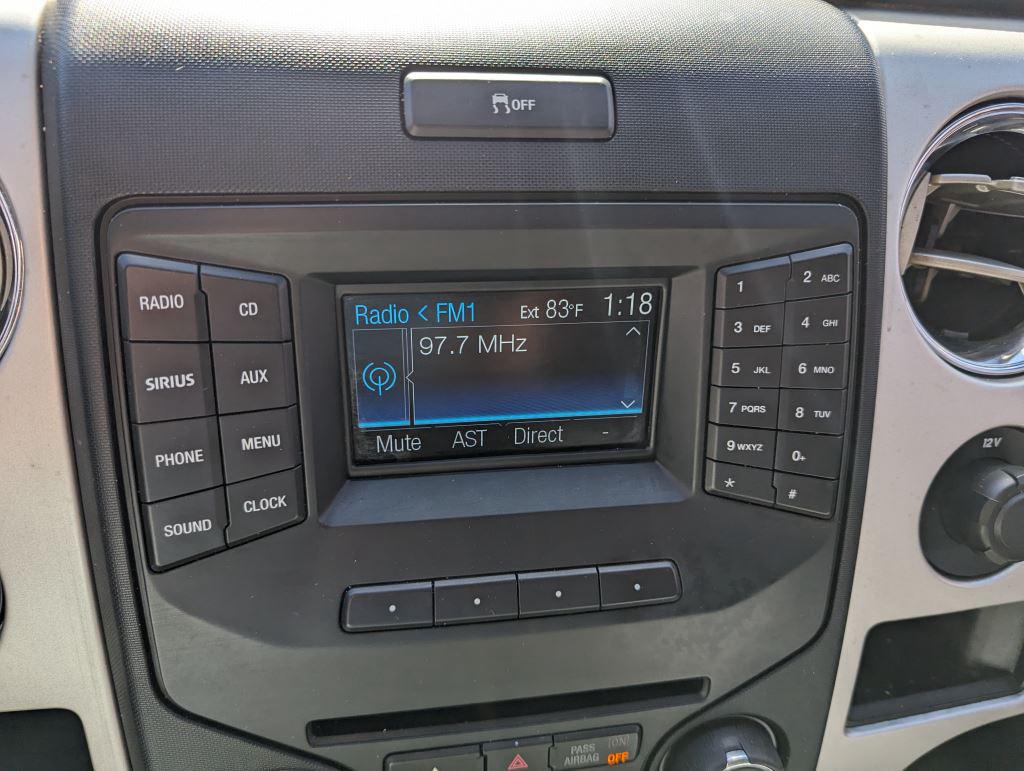 OFF
RADIO
CD
SIRIUS
AUX
PHONE
MENU
SOUND
CLOCK
Radio < FM1 Ext 83°F 1:18
97.7 MHz
Mute AST Direct -
1
2 ABC
3 DEF
4 GHI
5 JKL
6 MNO
7 PQRS
8 TUV
9 WXYZ
0+
*
#
12V
PASS
AIRBAG
[ON]
OFF